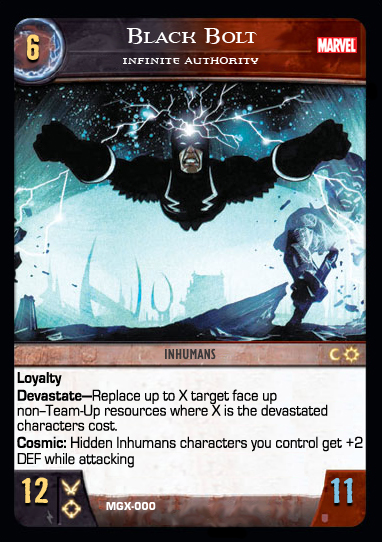 6
Black Bolt
MARVEL
INFINITE AUTHORITY
INHUMANS
Loyalty
Devastate—Replace up to X target face up
non–Team-Up resources where X is the devastated
characters cost.
Cosmic: Hidden Inhumans characters you control get +2
DEF while attacking
12
MGX-000
11